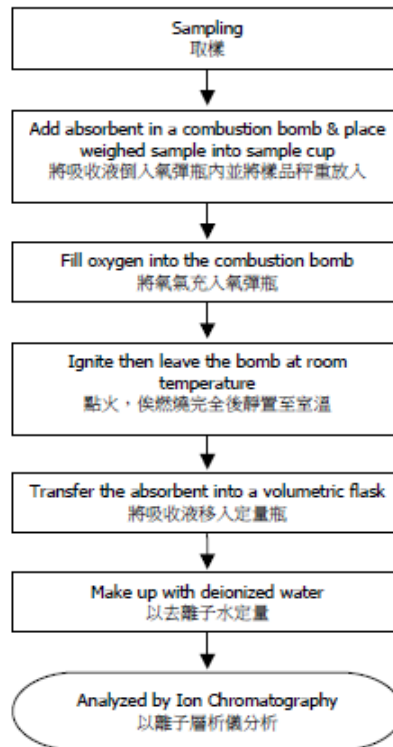 Sampling
取樣
Add absorbent in a combustion bomb & place
weighed sample into sample cup
將吸收液倒入氧彈瓶內並將樣品秤重放入
Fill oxygen into the combustion bomb
將氧氣充入氧彈瓶
Ignite then leave the bomb at room
temperature
點火，俟燃燒完全後靜置至室溫
Transfer the absorbent into a volumetric flask
將吸收液移入定量瓶
Make up with deionized water
以去離子水定量
Analyzed by Ion Chromatography
以離子層析儀分析